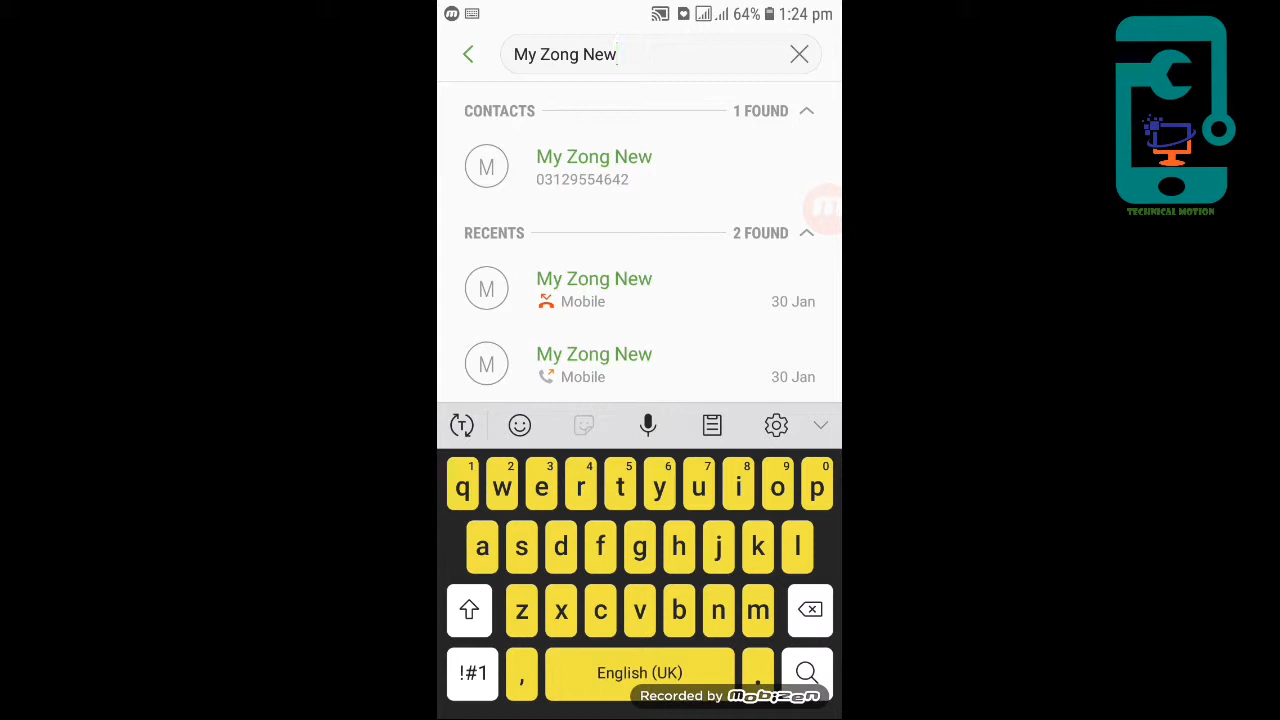 64% 1:24 pm
My Zong New
CONTACTS 1 FOUND
M My Zong New
03129554642
RECENTS 2 FOUND
M My Zong New
Mobile 30 Jan
M My Zong New
Mobile 30 Jan
T
1 2 3 4 5 6 7 8 9 0
q w e r t y u i o p
a s d f g h j k l
z x c v b n m
!#1 , English (UK) .
Recorded by mobizen
TECHNICAL MOTION